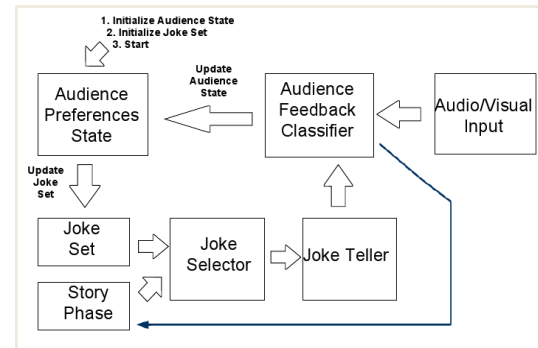 1. Initialize Audience State
2. Initialize Joke Set
3. Start
Update
Audience
State
Audience
Preferences
State
Audience
Feedback
Classifier
Audio/Visual
Input
Update
Joke
Set
Joke
Set
Joke
Selector
Joke Teller
Story
Phase